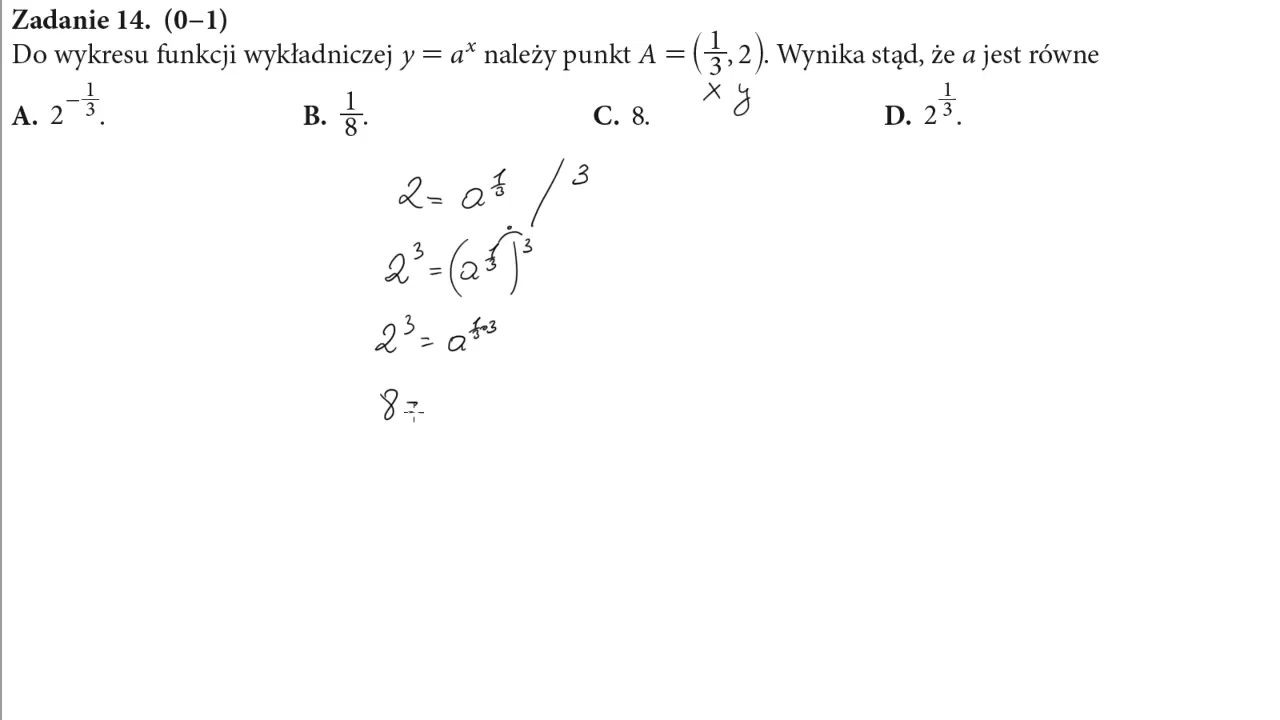 Zadanie 14. (0–1)
Do wykresu funkcji wykładniczej y = a^x należy punkt A = (1/3, 2). Wynika stąd, że a jest równe
x y
A. 2^(-1/3). B. 1/8. C. 8. D. 2^(1/3).
2 = a^(1/3) / 3
2^3 = (a^(1/3))^3
2^3 = a^(1/3·3)
8 =